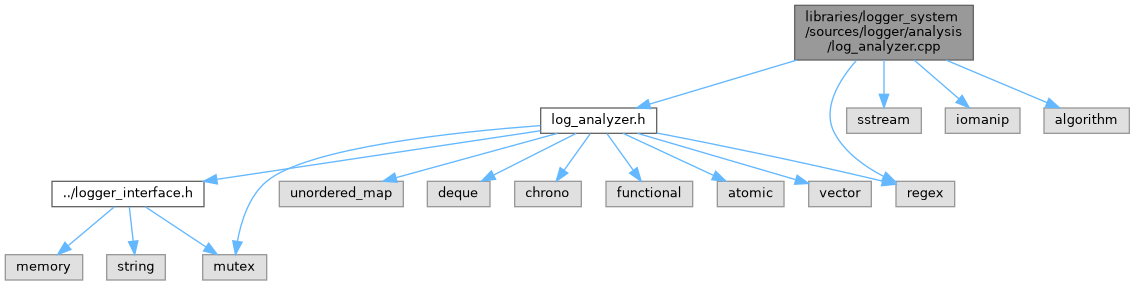 libraries/logger_system
/sources/logger/analysis
/log_analyzer.cpp
log_analyzer.h
sstream
iomanip
algorithm
../logger_interface.h
unordered_map
deque
chrono
functional
atomic
vector
regex
memory
string
mutex